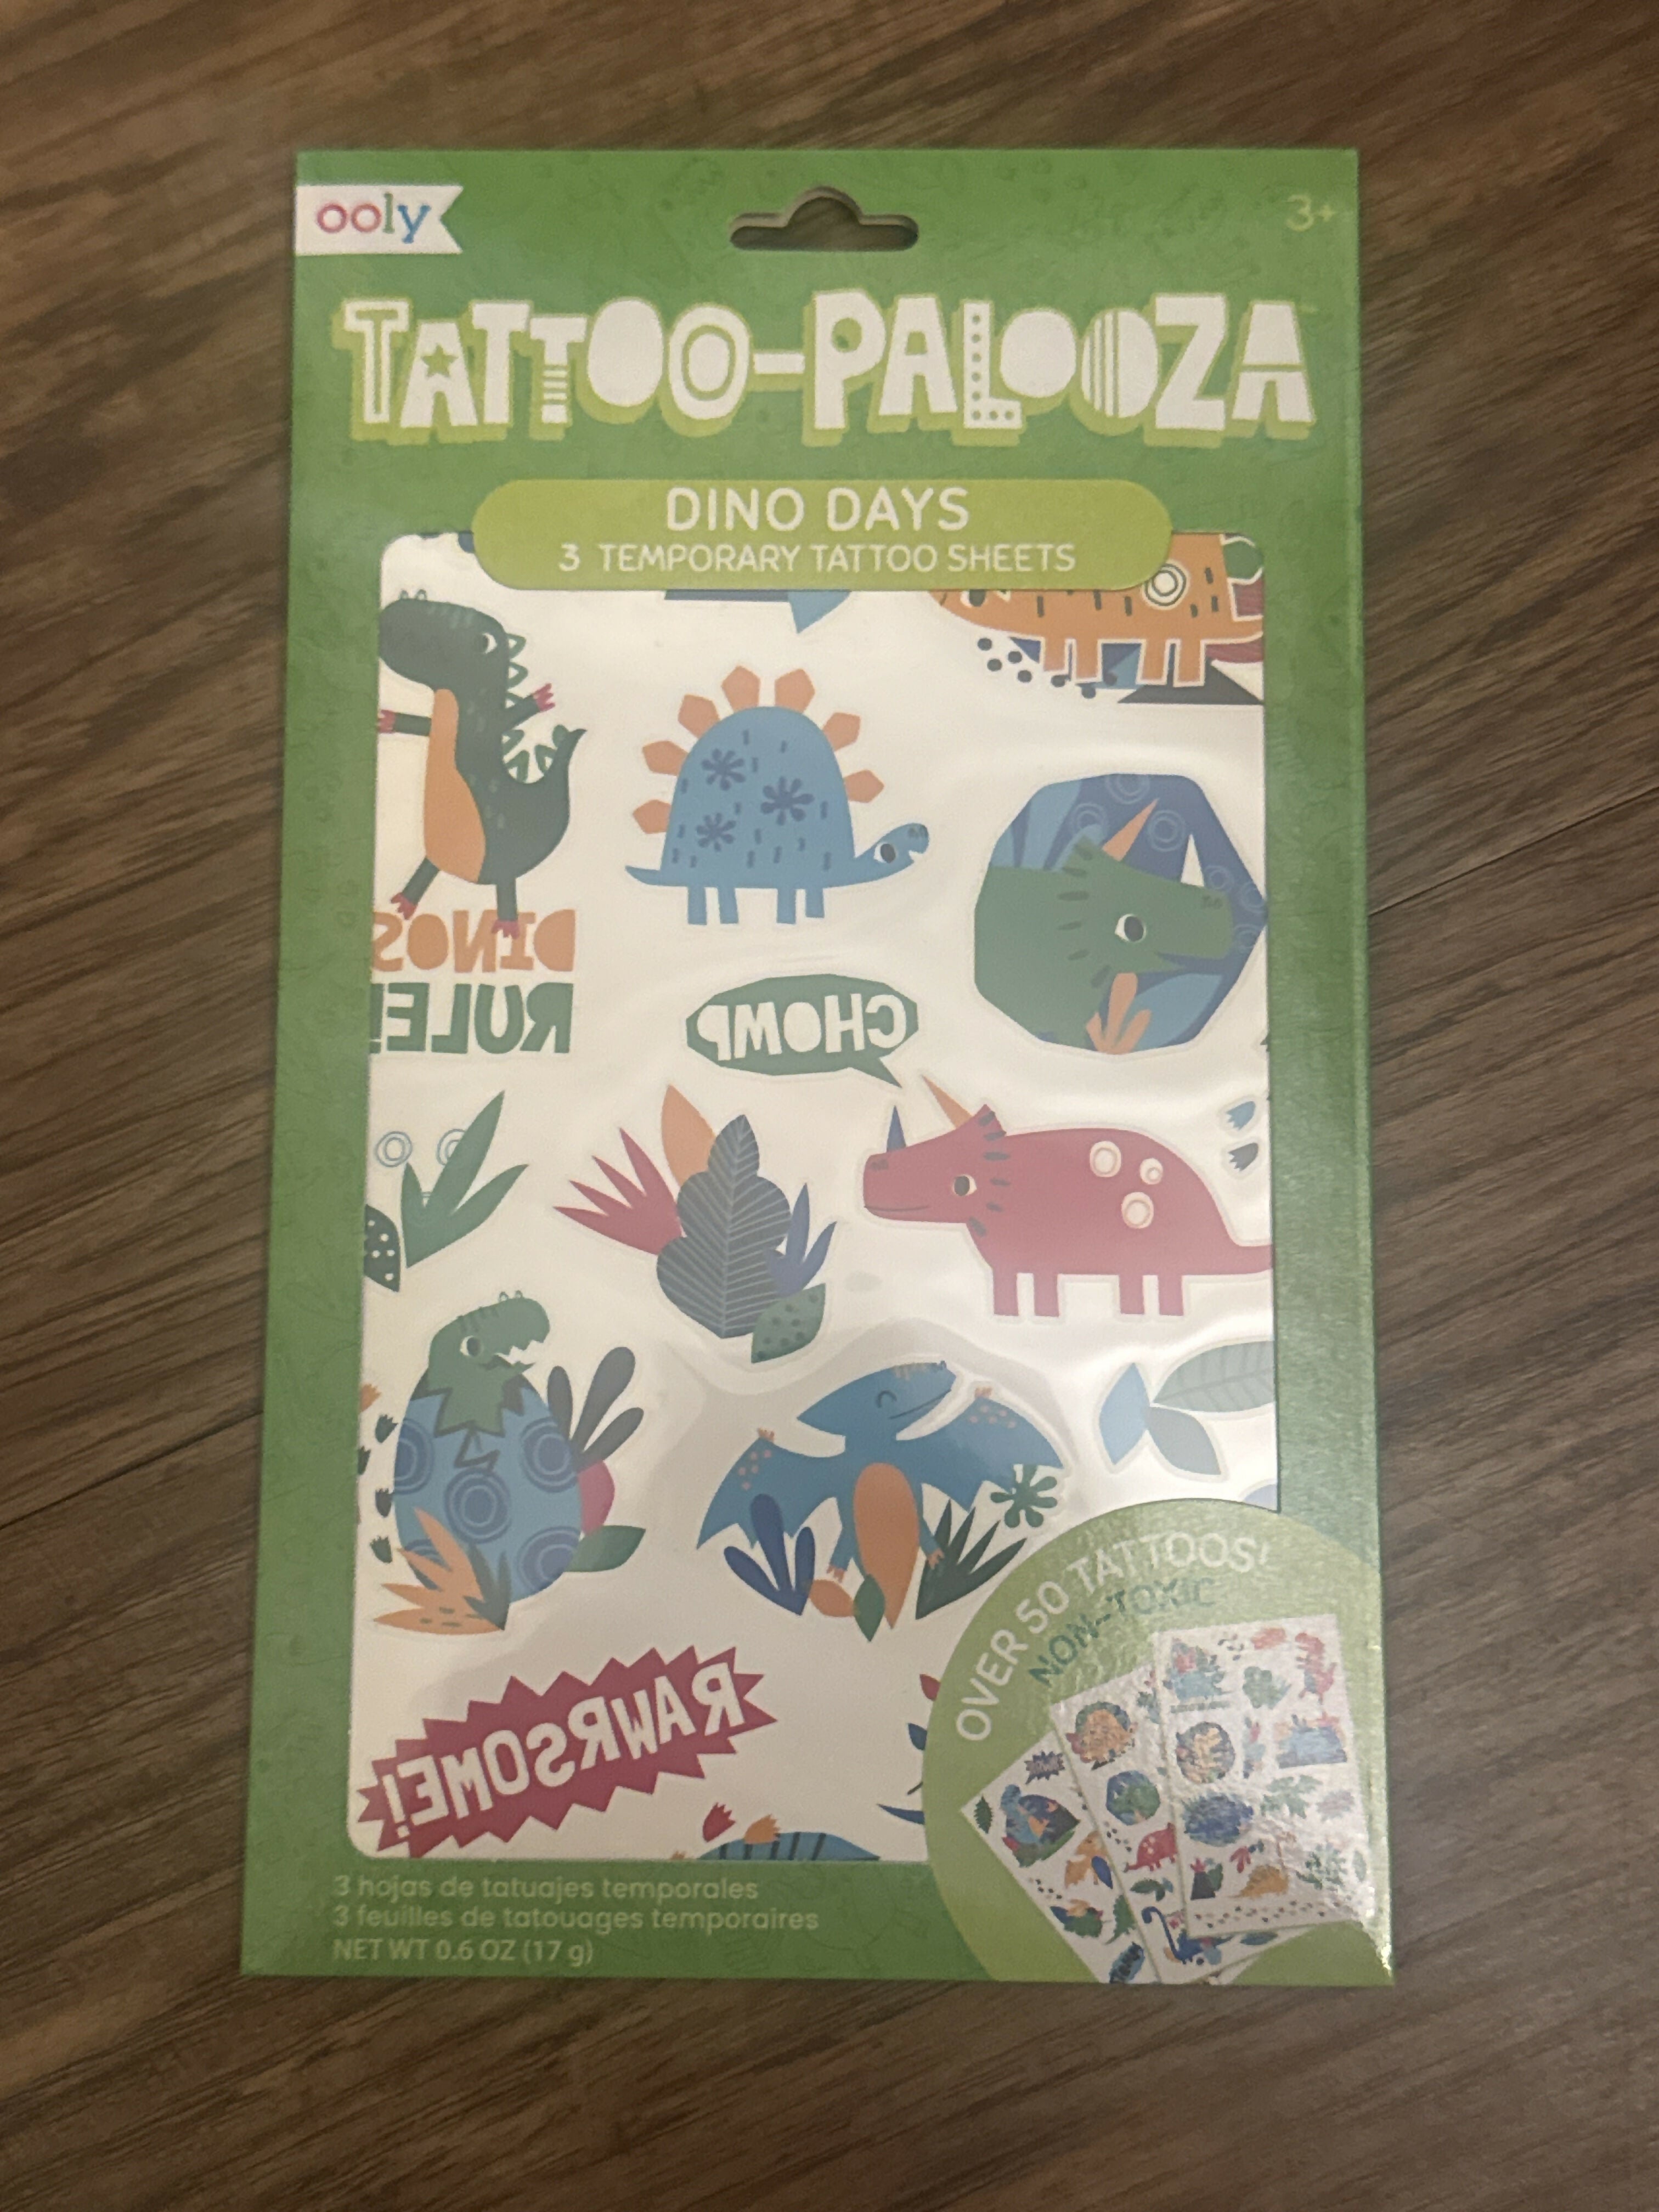 ooly
3+
TATTOO-PALOOZA
DINO DAYS
3 TEMPORARY TATTOO SHEETS
DINOS
RULE!
CHOMP
RAWRSOME!
OVER 50 TATTOOS!
NON-TOXIC
3 hojas de tatuajes temporales
3 feuilles de tatouages temporaires
NET WT 0.6 OZ (17 g)